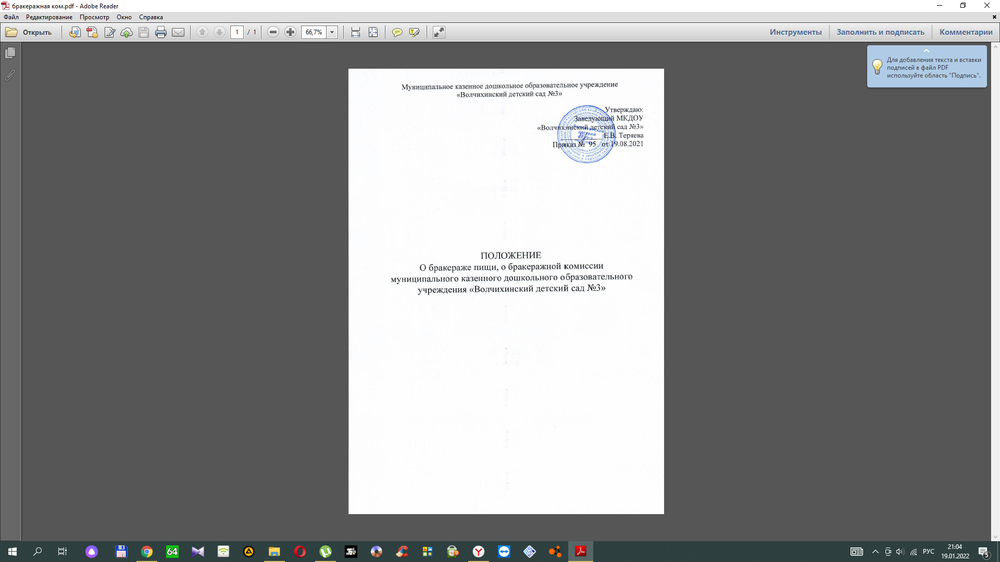 бракеражная ком.pdf - Adobe Reader
Файл Редактирование Просмотр Окно Справка
Открыть 1 / 1 66,7% Инструменты Заполнить и подписать Комментарии
Для добавления текста и вставки
подписей в файл PDF
используйте область "Подпись".
Муниципальное казенное дошкольное образовательное учреждение
«Волчихинский детский сад №3»
Утверждаю:
Заведующий МКДОУ
«Волчихинский детский сад №3»
Е.В. Теряева
Приказ № 95 от 19.08.2021
ПОЛОЖЕНИЕ
О бракераже пищи, о бракеражной комиссии
муниципального казенного дошкольного образовательного
учреждения «Волчихинский детский сад №3»
64
РУС
21:04
19.01.2022
5